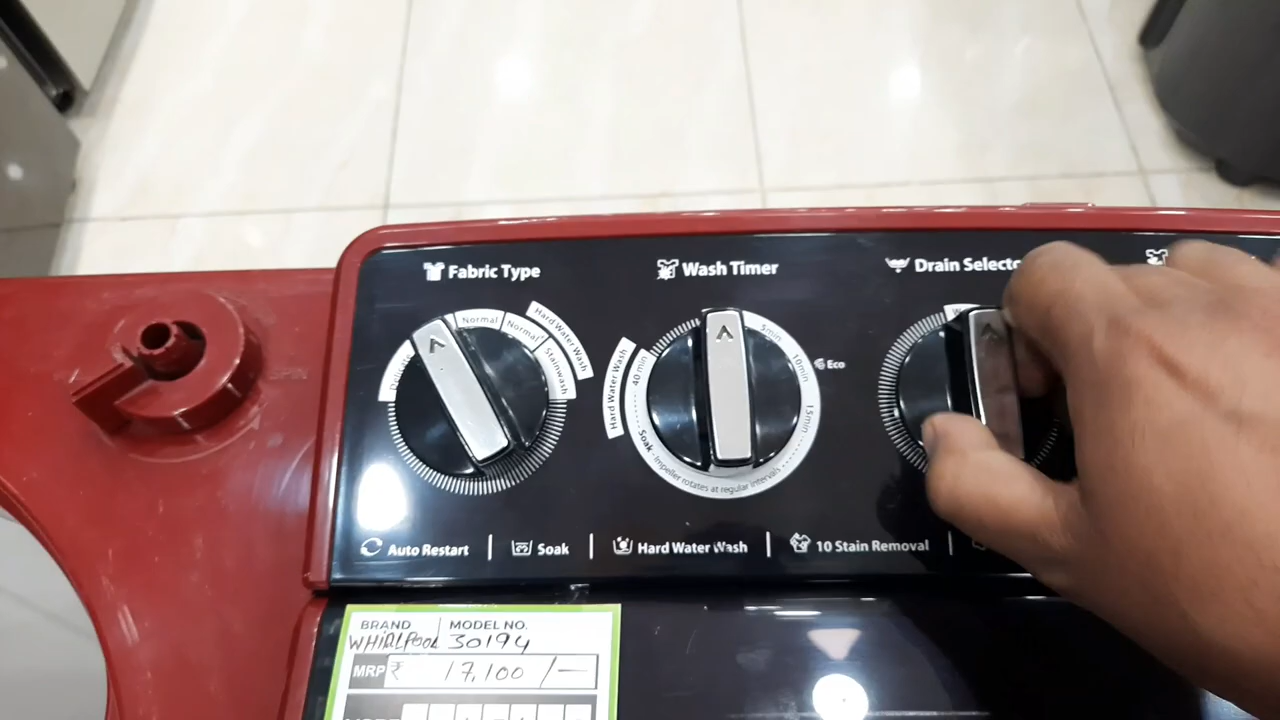 Fabric Type
Wash Timer
Drain Selecto
Normal
Normal
Hard Water Wash
Stainwash
5min
10min
Eco
15min
Hard Water Wash
40 min
Soak
Impeller rotates at regular intervals
Auto Restart
Soak
Hard Water Wash
10 Stain Removal
BRAND
MODEL NO.
WHIRLPOOL 30194
MRP ₹ 17,100/—